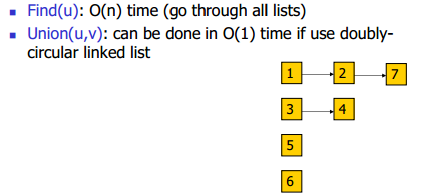 Find(u): O(n) time (go through all lists)
Union(u,v): can be done in O(1) time if use doubly-
circular linked list
1 2 7
3 4
5
6